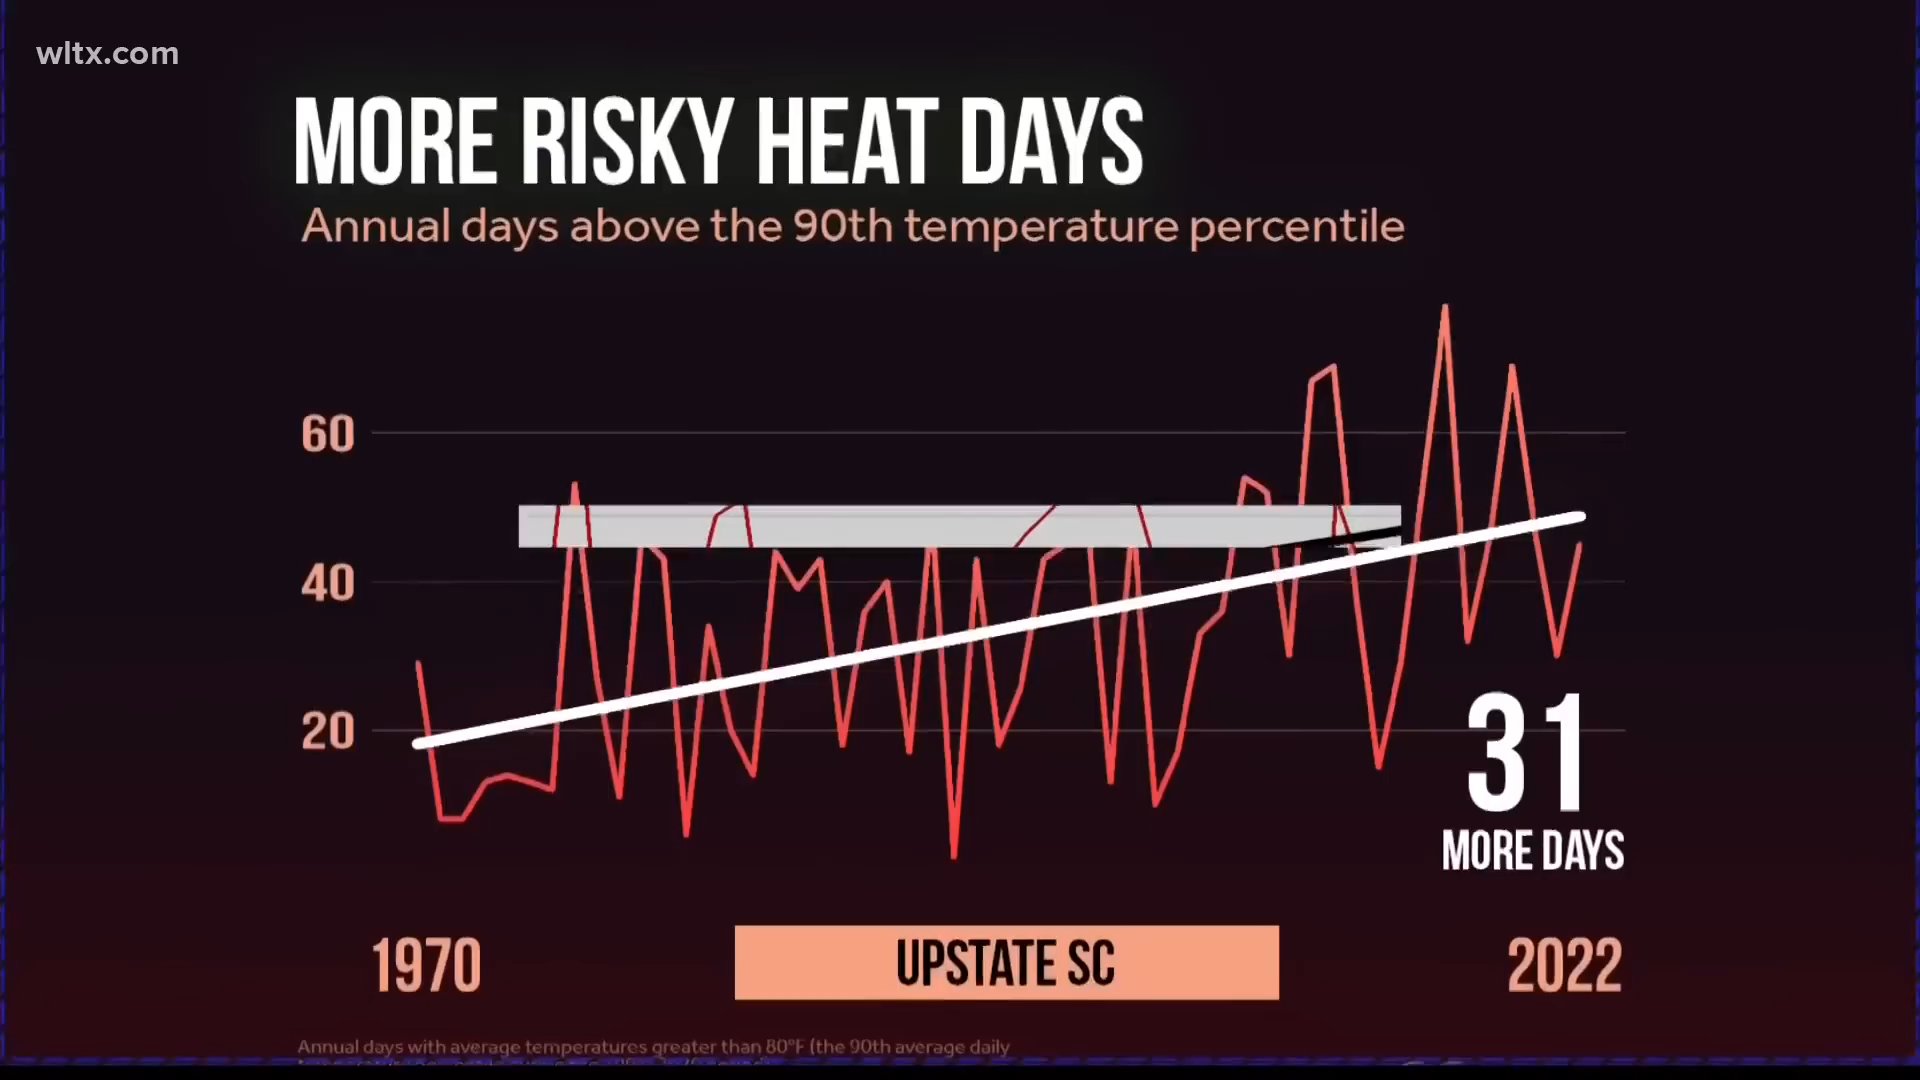 wltx.com
MORE RISKY HEAT DAYS
Annual days above the 90th temperature percentile
60
40
20
31
MORE DAYS
1970
UPSTATE SC
2022
Annual days with average temperatures greater than 80°F (the 90th average daily